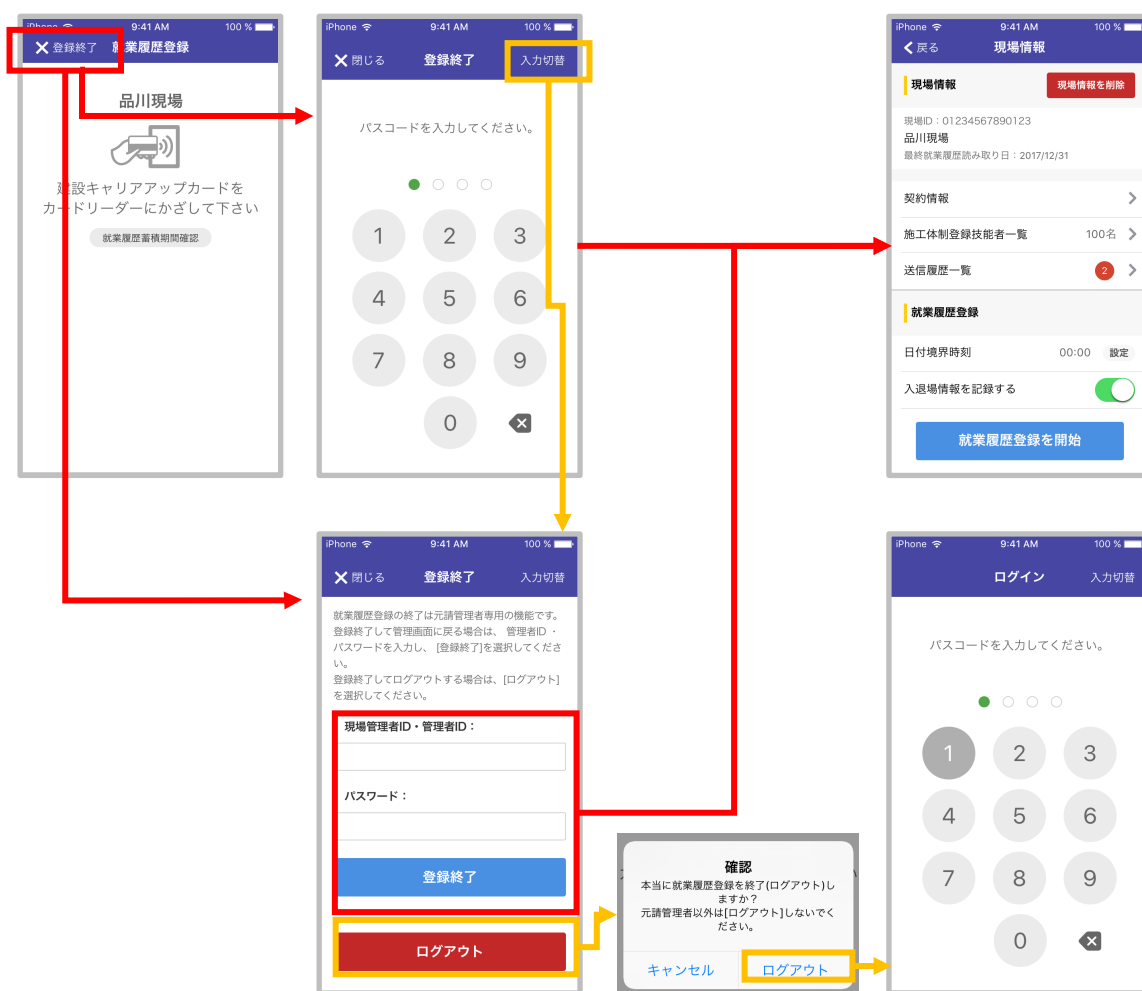 iPhone 9:41 AM 100 %
登録終了 就業履歴登録
品川現場
建設キャリアアップカードを
カードリーダーにかざして下さい
就業履歴蓄積期間確認
iPhone 9:41 AM 100 %
閉じる 登録終了 入力切替
パスコードを入力してください。
1 2 3
4 5 6
7 8 9
0
iPhone 9:41 AM 100 %
戻る 現場情報
現場情報 現場情報を削除
現場ID：01234567890123
品川現場
最終就業履歴読み取り日：2017/12/31
契約情報
施工体制登録技能者一覧 100名
送信履歴一覧 2
就業履歴登録
日付境界時刻 00:00 設定
入退場情報を記録する
就業履歴登録を開始
iPhone 9:41 AM 100 %
閉じる 登録終了 入力切替
就業履歴登録の終了は元請管理者専用の機能です。
登録終了して管理画面に戻る場合は、 管理者ID ・
パスワードを入力し、 [登録終了]を選択してくださ
い。
登録終了してログアウトする場合は、[ログアウト]
を選択してください。
現場管理者ID・管理者ID：
パスワード：
登録終了
ログアウト
確認
本当に就業履歴登録を終了(ログアウト)し
ますか？
元請管理者以外は[ログアウト]しないでく
ださい。
キャンセル ログアウト
iPhone 9:41 AM 100 %
ログイン 入力切替
パスコードを入力してください。
1 2 3
4 5 6
7 8 9
0